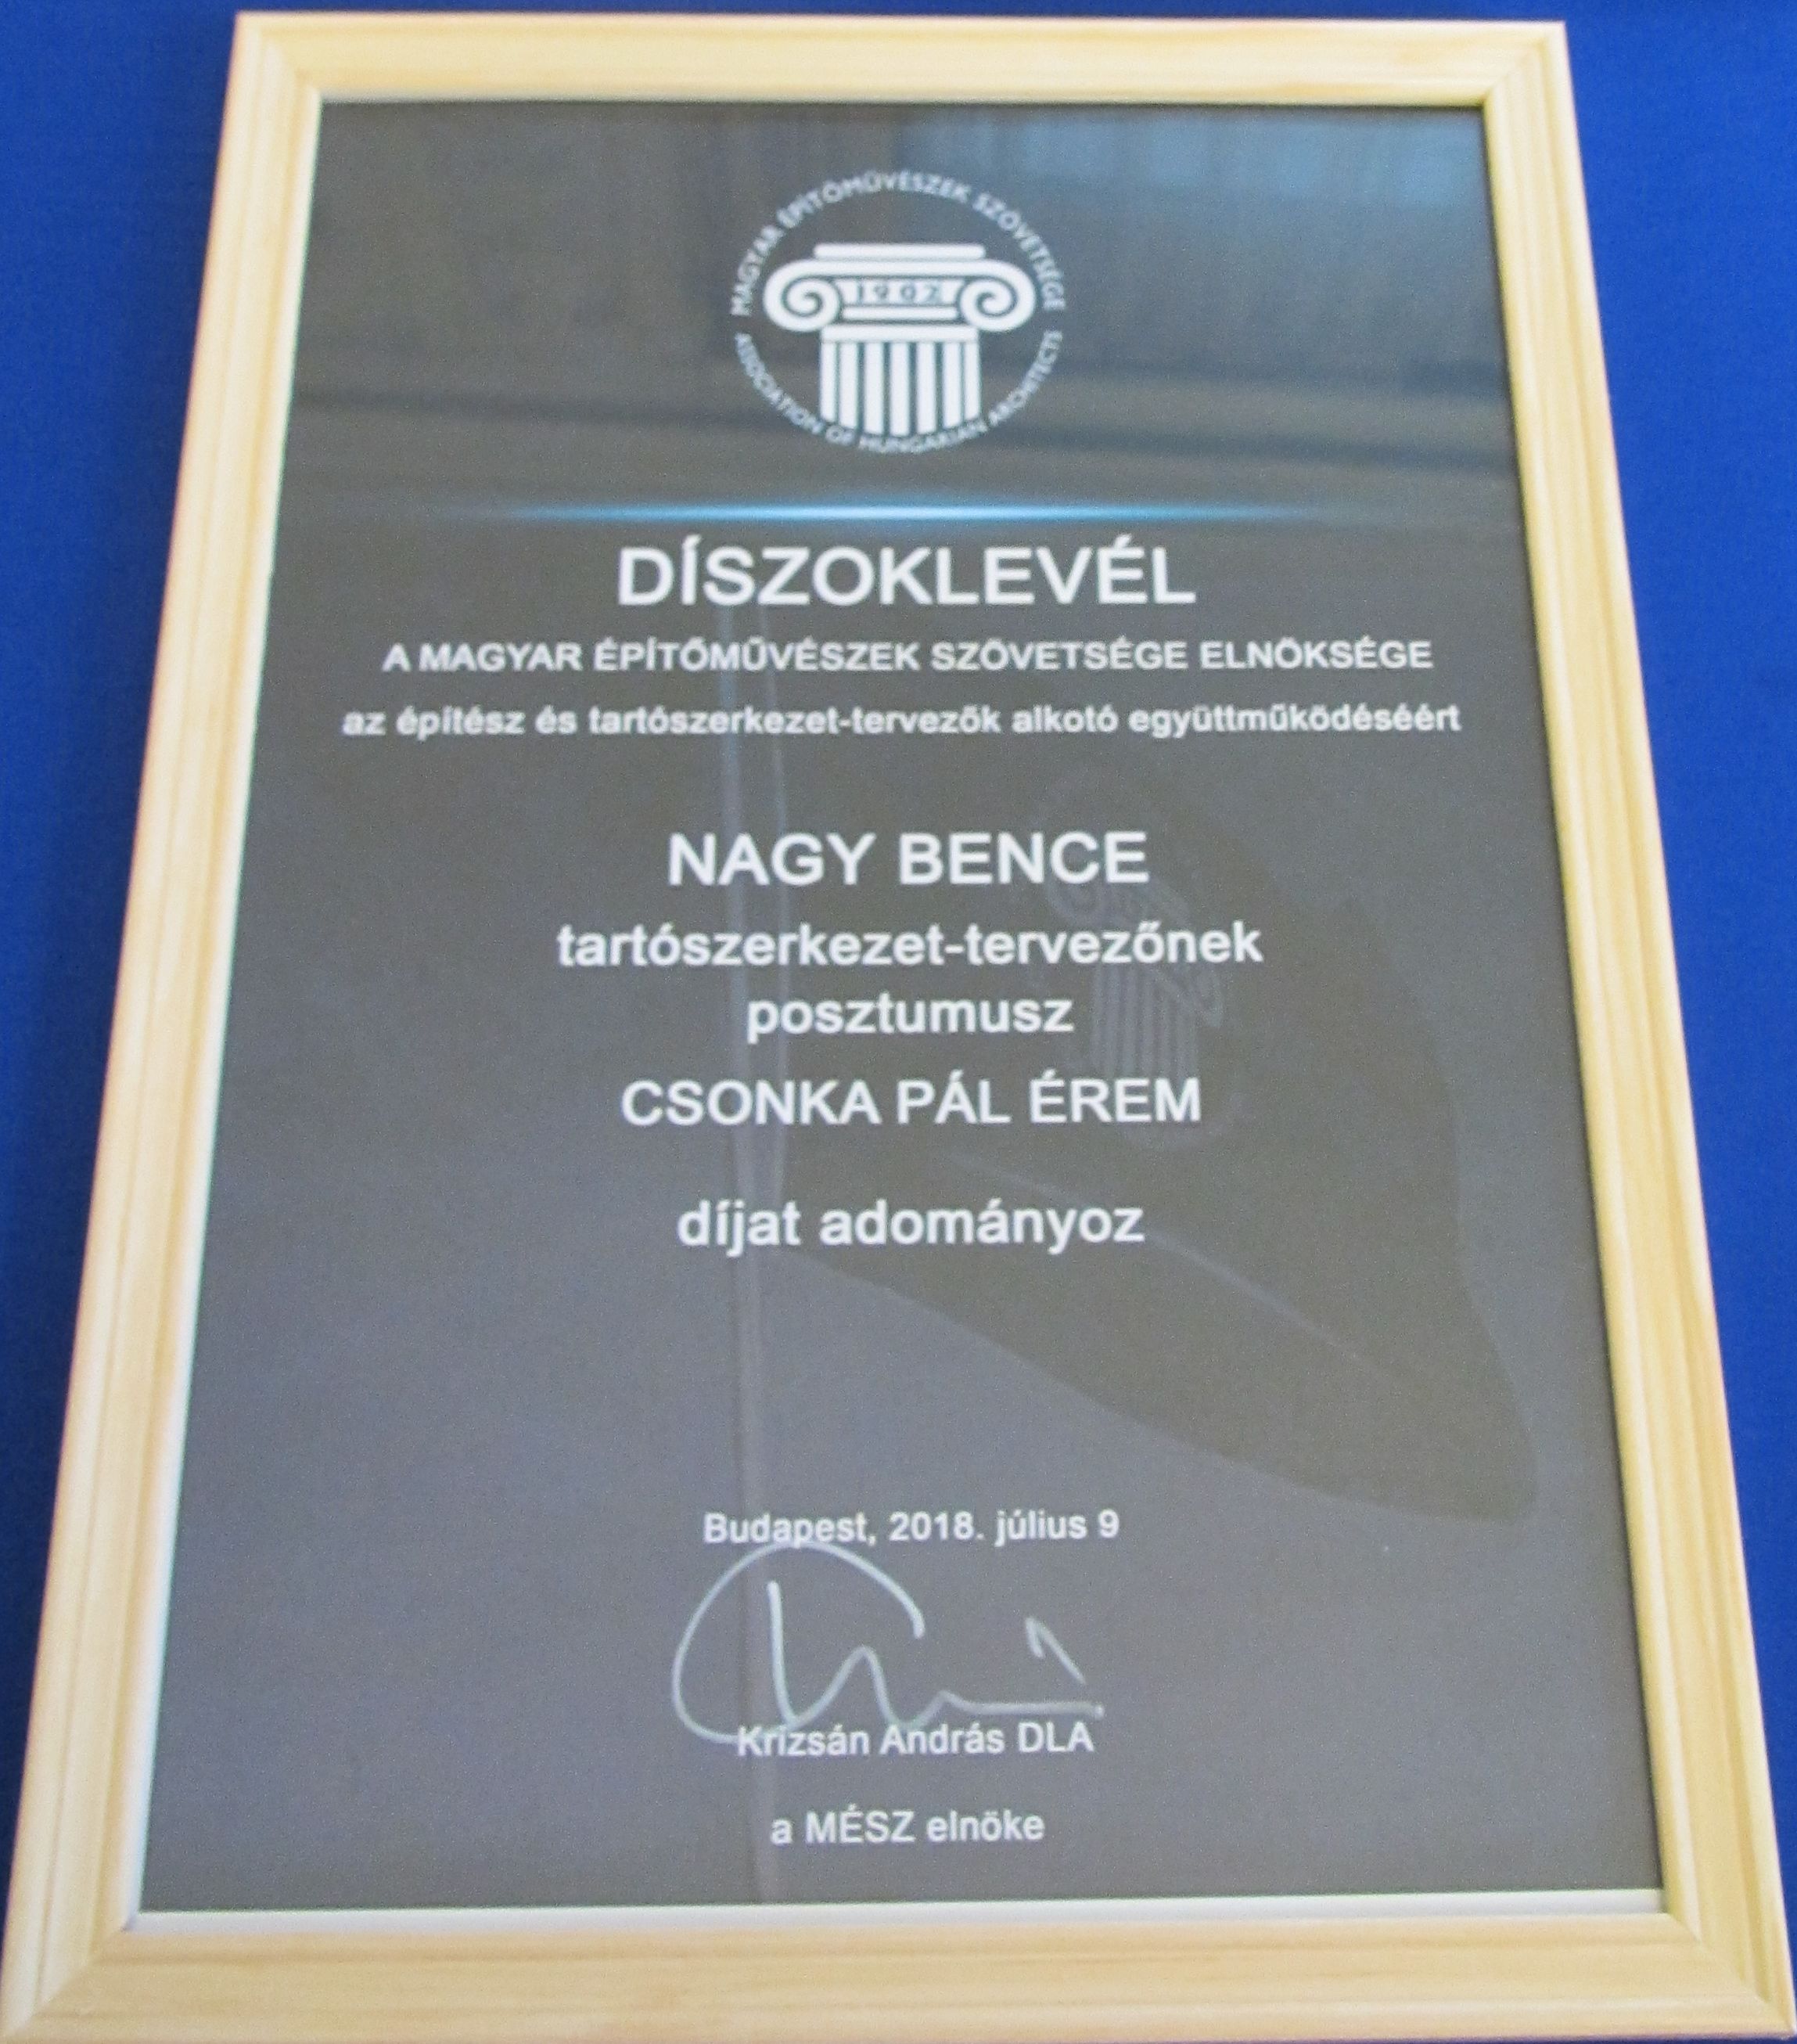 MAGYAR ÉPÍTŐMŰVÉSZEK SZÖVETSÉGE
1902
ASSOCIATION OF HUNGARIAN ARCHITECTS
DÍSZOKLEVÉL
A MAGYAR ÉPÍTŐMŰVÉSZEK SZÖVETSÉGE ELNÖKSÉGE
az építész és tartószerkezet-tervezők alkotó együttműködéséért
NAGY BENCE
tartószerkezet-tervezőnek
posztumusz
CSONKA PÁL ÉREM
díjat adományoz
Budapest, 2018. július 9
Krizsán András DLA
a MÉSZ elnöke